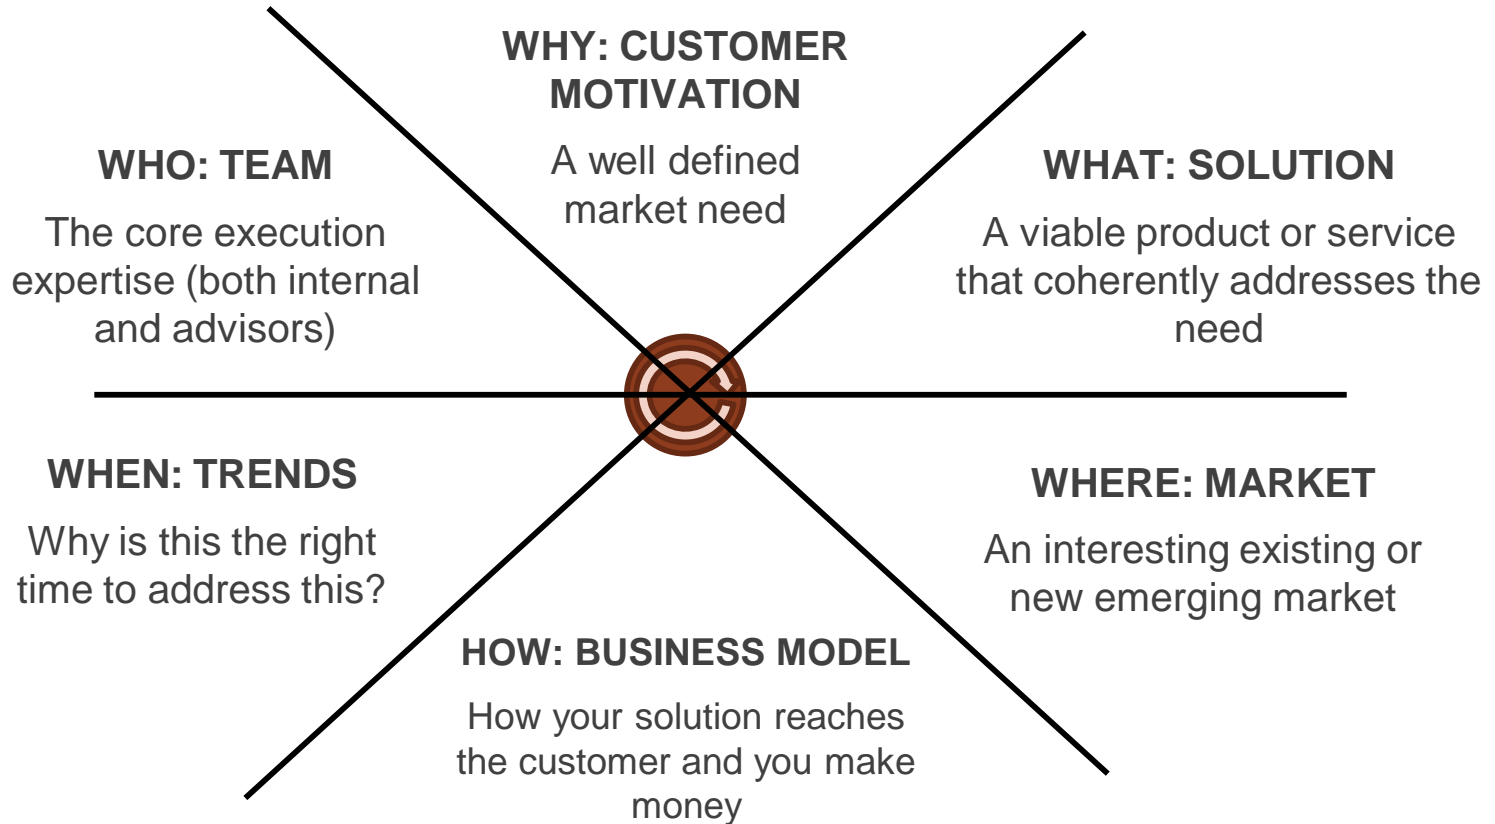 WHY: CUSTOMER
MOTIVATION
A well defined
market need
WHAT: SOLUTION
A viable product or service
that coherently addresses the
need
WHERE: MARKET
An interesting existing or
new emerging market
HOW: BUSINESS MODEL
How your solution reaches
the customer and you make
money
WHEN: TRENDS
Why is this the right
time to address this?
WHO: TEAM
The core execution
expertise (both internal
and advisors)